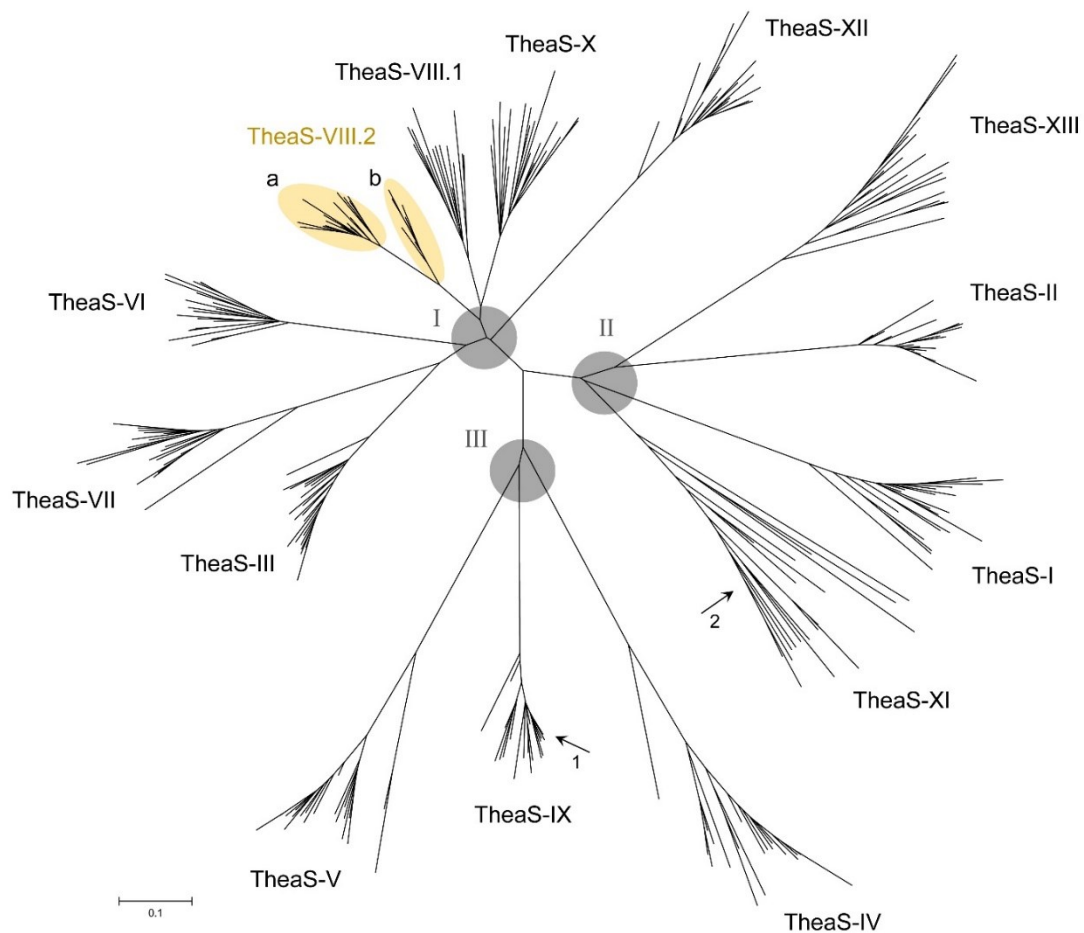 TheaS-XII
TheaS-X
TheaS-VIII.1
TheaS-XIII
TheaS-VIII.2
a
b
TheaS-VI
TheaS-II
I
II
III
TheaS-VII
TheaS-III
TheaS-I
2
TheaS-XI
1
TheaS-IX
TheaS-V
0.1
TheaS-IV